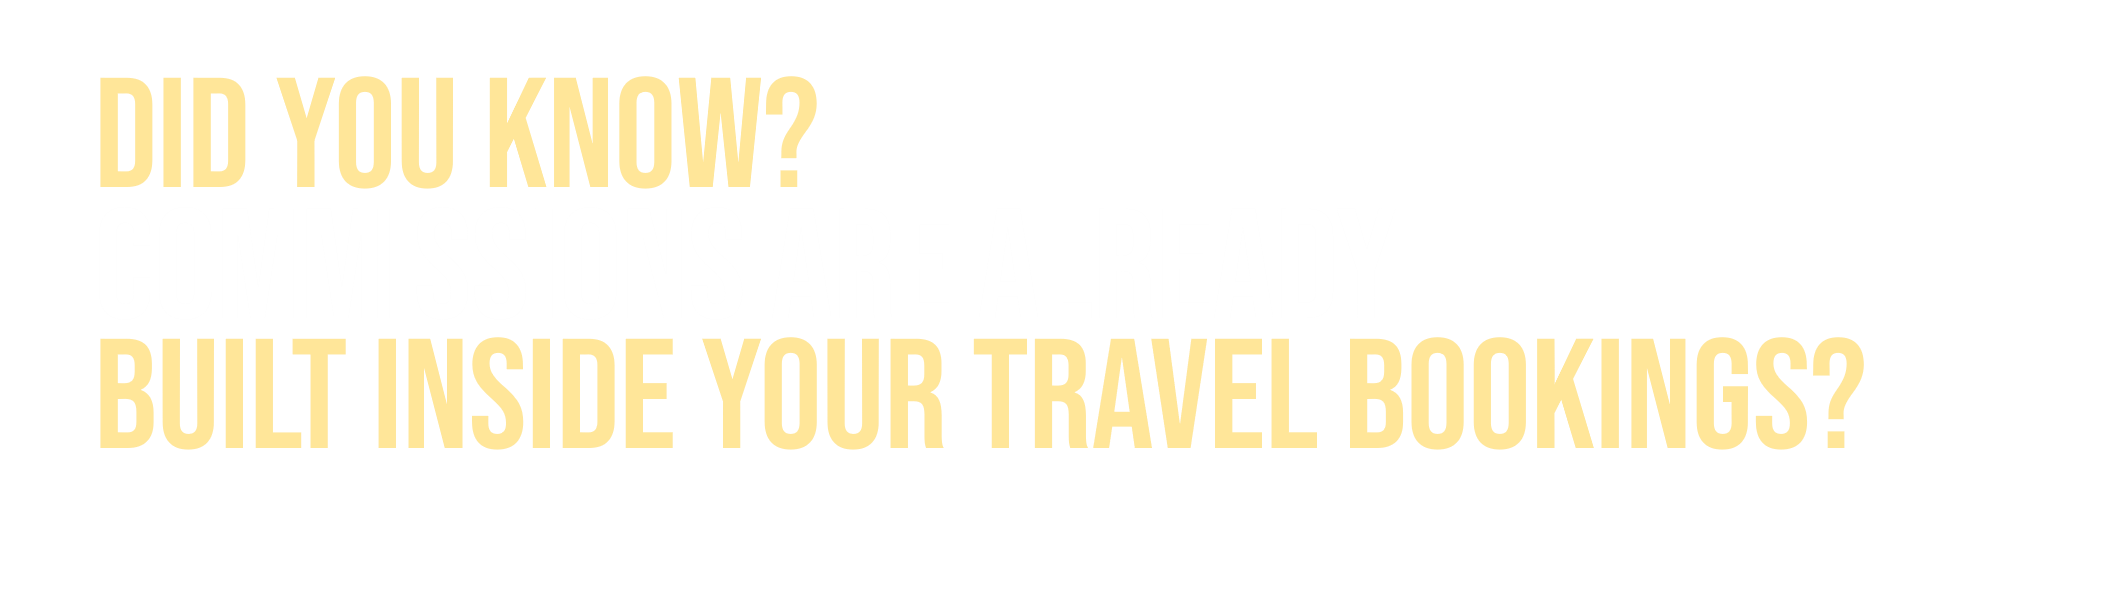 DID YOU KNOW?
BUILT INSIDE YOUR TRAVEL BOOKINGS?